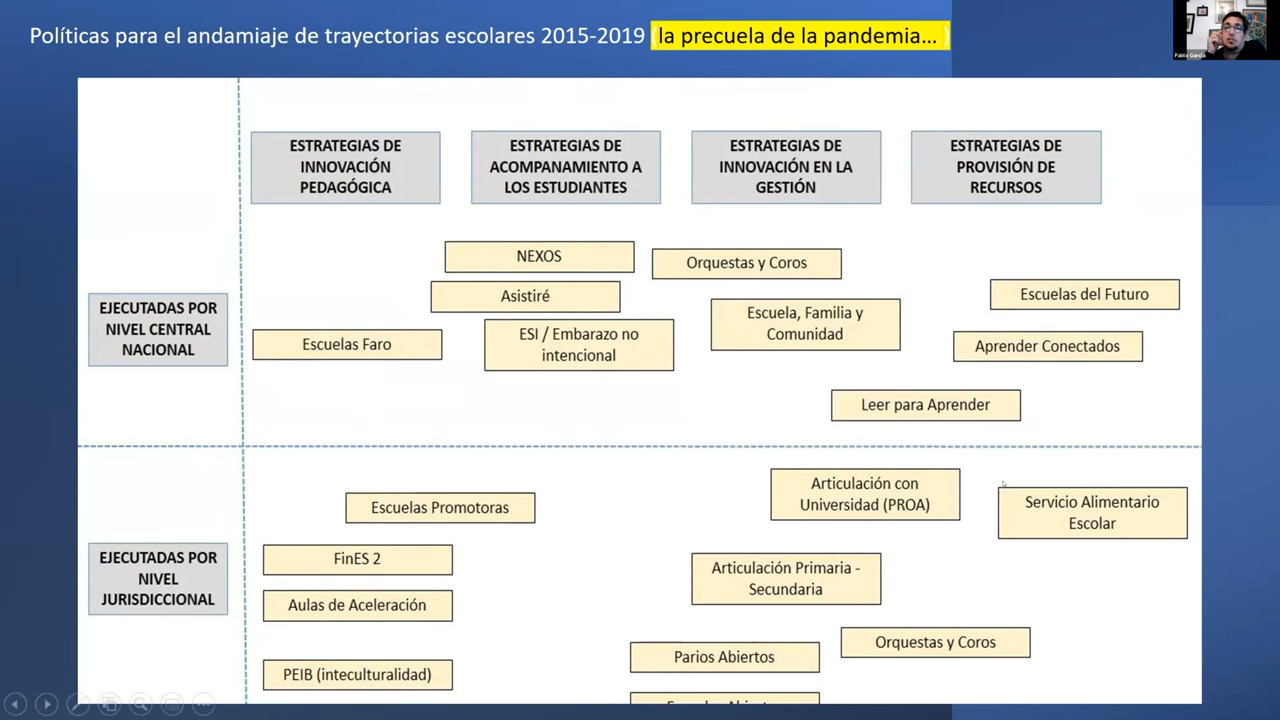 Políticas para el andamiaje de trayectorias escolares 2015-2019 (la precuela de la pandemia… )
Pablo García
ESTRATEGIAS DE
INNOVACIÓN
PEDAGÓGICA
ESTRATEGIAS DE
ACOMPANAMIENTO A
LOS ESTUDIANTES
ESTRATEGIAS DE
INNOVACIÓN EN LA
GESTIÓN
ESTRATEGIAS DE
PROVISIÓN DE
RECURSOS
EJECUTADAS POR
NIVEL CENTRAL
NACIONAL
NEXOS
Asistiré
Escuelas Faro
ESI / Embarazo no
intencional
Orquestas y Coros
Escuela, Familia y
Comunidad
Escuelas del Futuro
Aprender Conectados
Leer para Aprender
EJECUTADAS POR
NIVEL
JURISDICCIONAL
Escuelas Promotoras
FinES 2
Aulas de Aceleración
PEIB (interculturalidad)
Articulación con
Universidad (PROA)
Servicio Alimentario
Escolar
Articulación Primaria -
Secundaria
Orquestas y Coros
Parios Abiertos